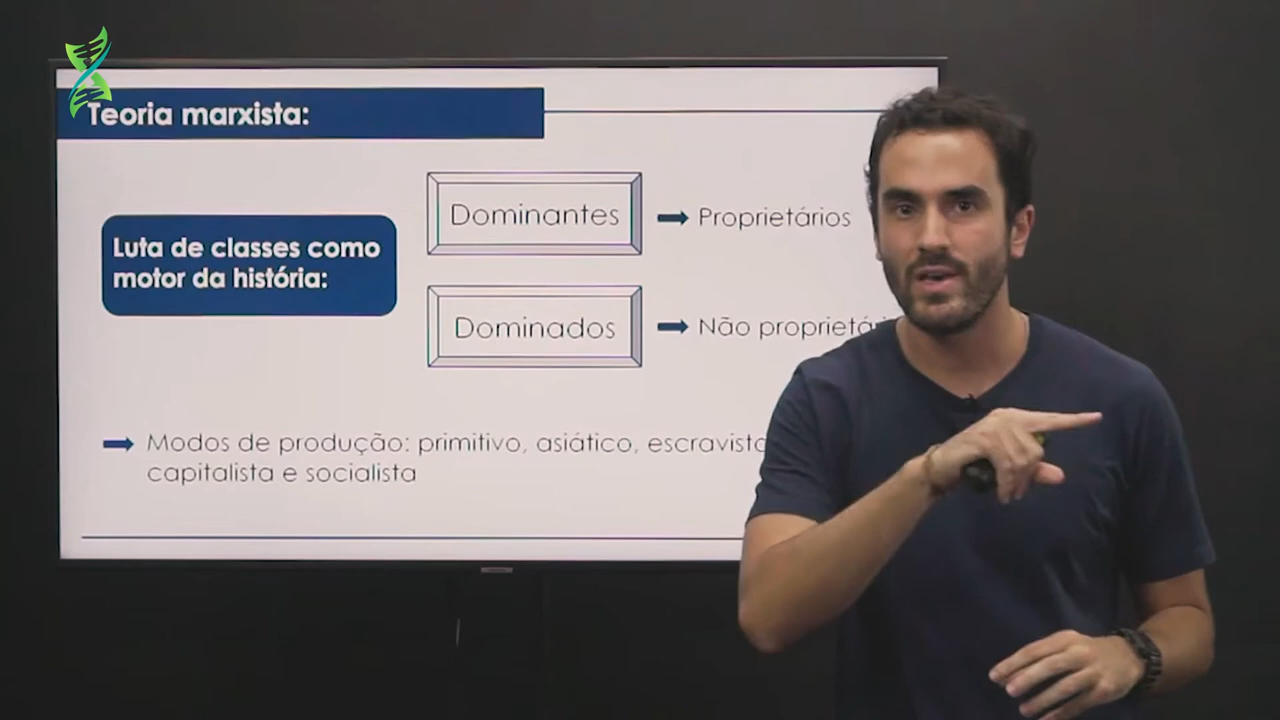 Teoria marxista:
Luta de classes como
motor da história:
Dominantes
Proprietários
Dominados
Não
Modos de produção: primitivo, asiático,
capitalista e socialista